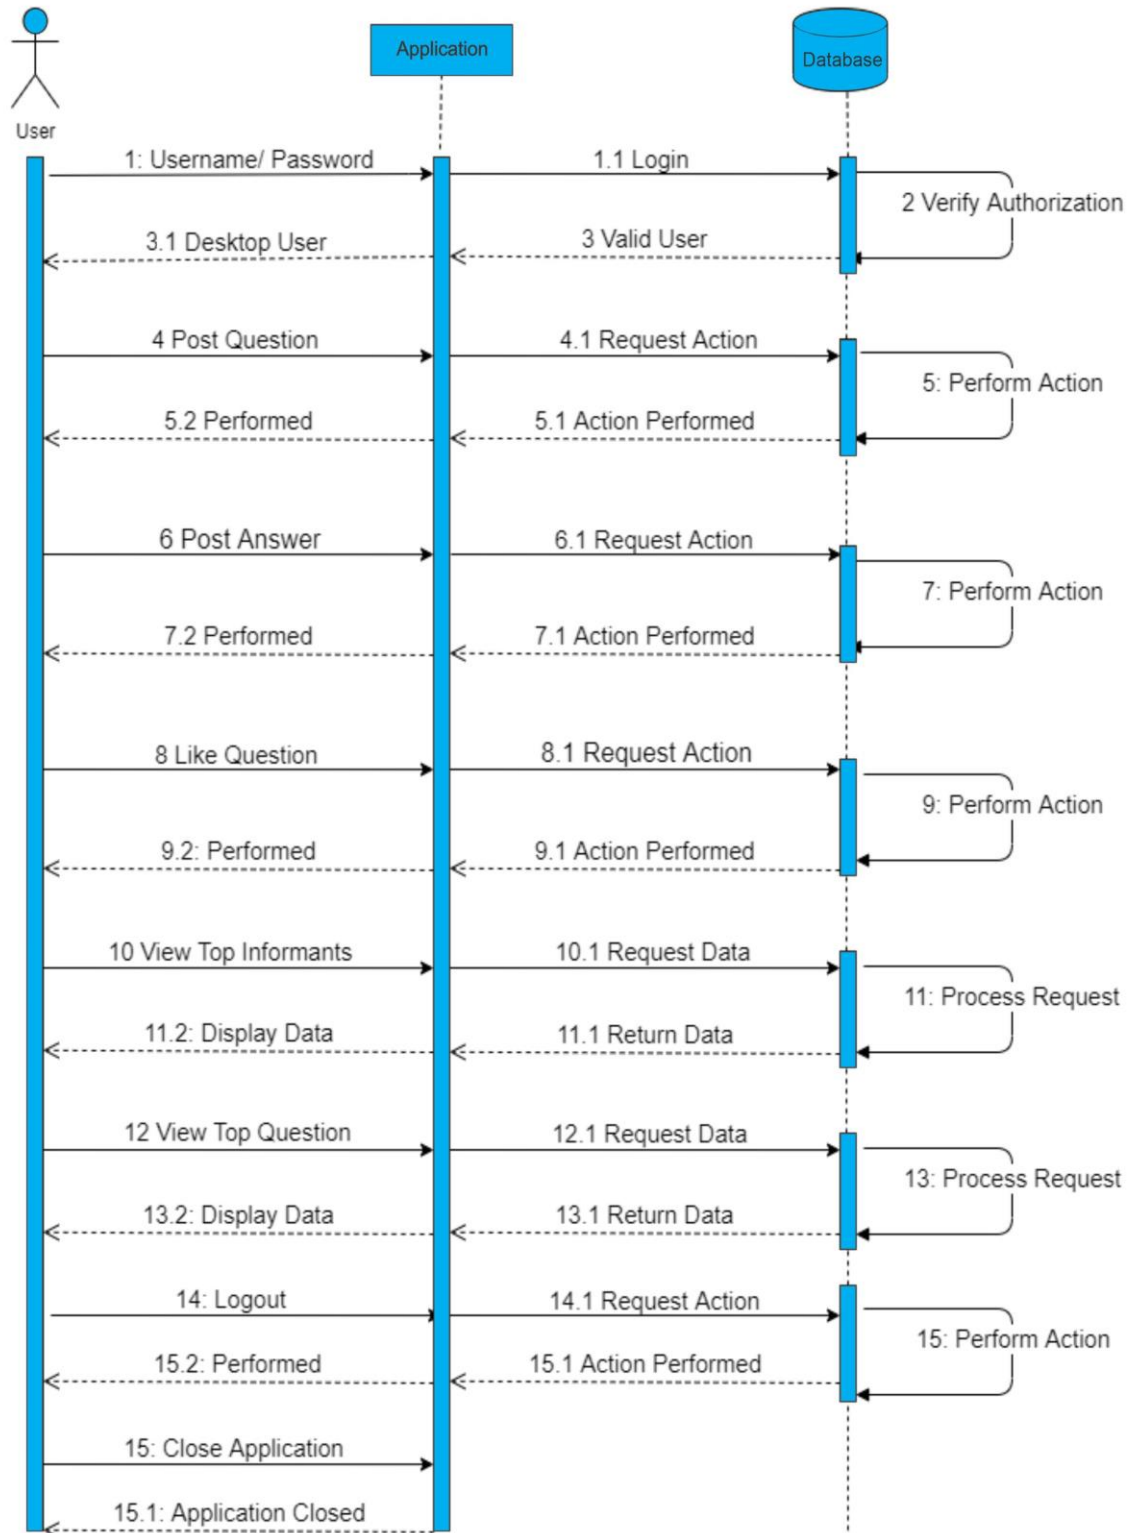 Application
Database
User
1: Username/ Password
1.1 Login
2 Verify Authorization
3.1 Desktop User
3 Valid User
4 Post Question
4.1 Request Action
5: Perform Action
5.2 Performed
5.1 Action Performed
6 Post Answer
6.1 Request Action
7: Perform Action
7.2 Performed
7.1 Action Performed
8 Like Question
8.1 Request Action
9: Perform Action
9.2: Performed
9.1 Action Performed
10 View Top Informants
10.1 Request Data
11: Process Request
11.2: Display Data
11.1 Return Data
12 View Top Question
12.1 Request Data
13: Process Request
13.2: Display Data
13.1 Return Data
14: Logout
14.1 Request Action
15: Perform Action
15.2: Performed
15.1 Action Performed
15: Close Application
15.1: Application Closed